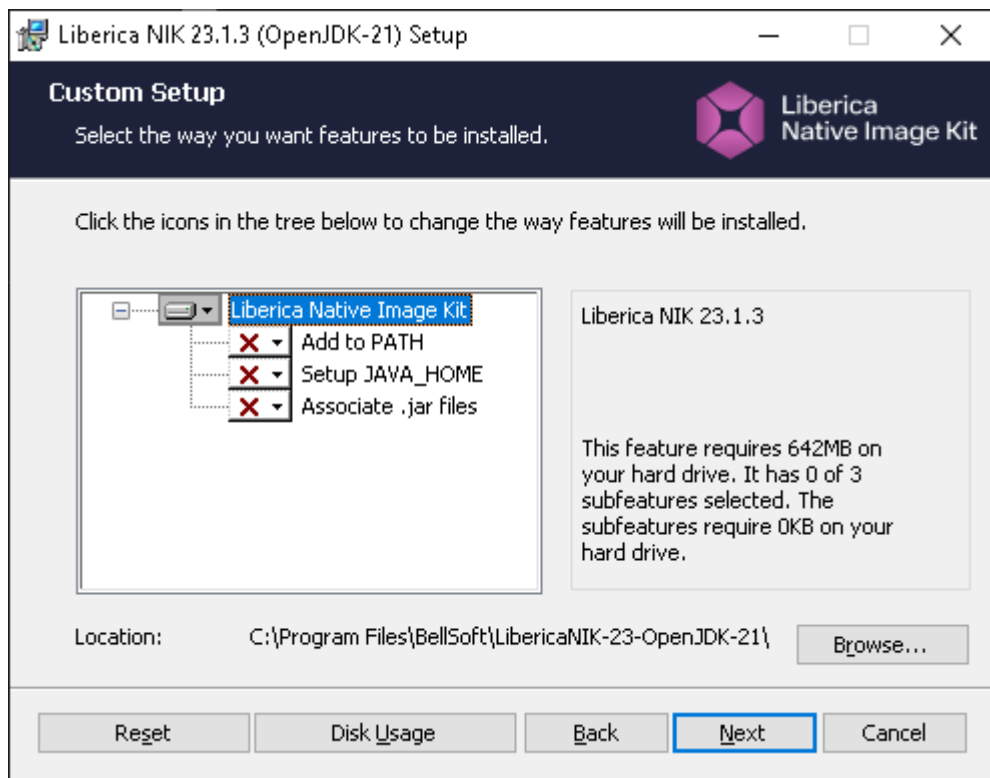 Liberica NIK 23.1.3 (OpenJDK-21) Setup
Custom Setup
Select the way you want features to be installed.
Liberica
Native Image Kit
Click the icons in the tree below to change the way features will be installed.
Liberica Native Image Kit
Add to PATH
Setup JAVA_HOME
Associate .jar files
Liberica NIK 23.1.3
This feature requires 642MB on
your hard drive. It has 0 of 3
subfeatures selected. The
subfeatures require 0KB on your
hard drive.
Location: C:\Program Files\BellSoft\LibericaNIK-23-OpenJDK-21\ Browse...
Reset Disk Usage Back Next Cancel